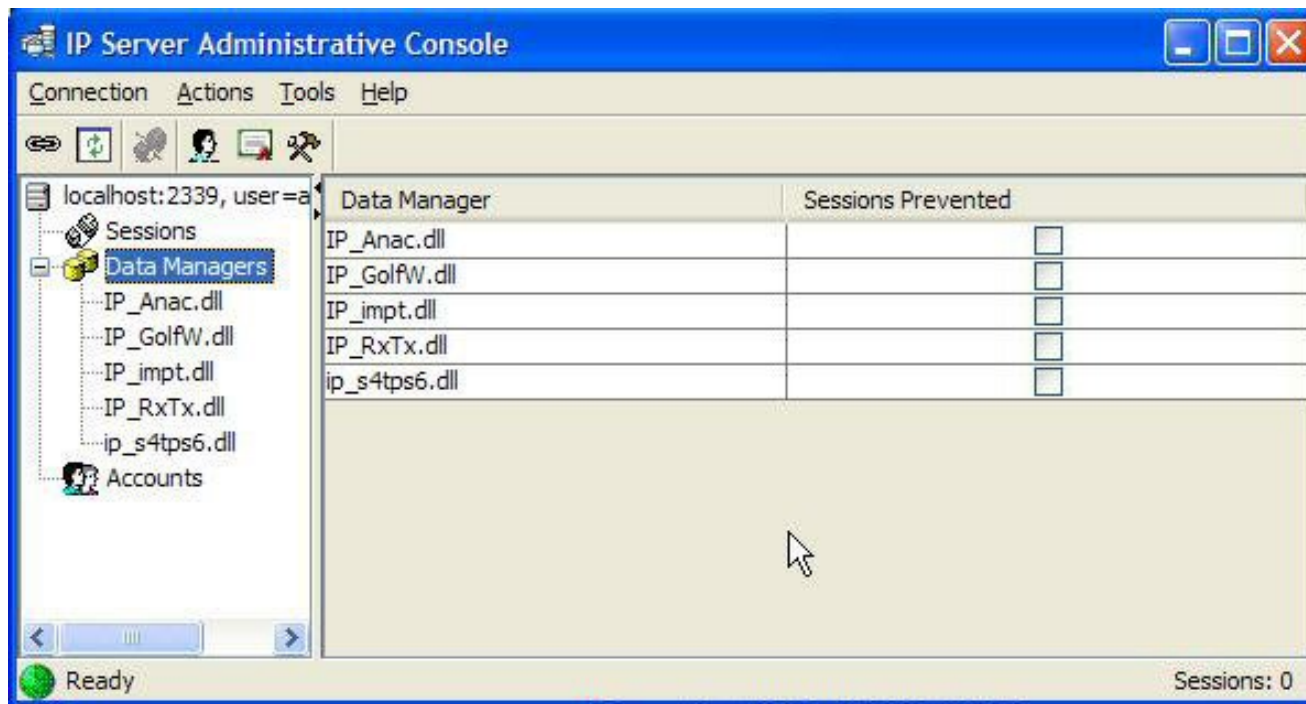 IP Server Administrative Console
Connection Actions Tools Help
localhost:2339, user=a
Sessions
Data Managers
IP_Anac.dll
IP_GolfW.dll
IP_impt.dll
IP_RxTx.dll
ip_s4tps6.dll
Accounts
Data Manager Sessions Prevented
IP_Anac.dll
IP_GolfW.dll
IP_impt.dll
IP_RxTx.dll
ip_s4tps6.dll
Ready Sessions: 0